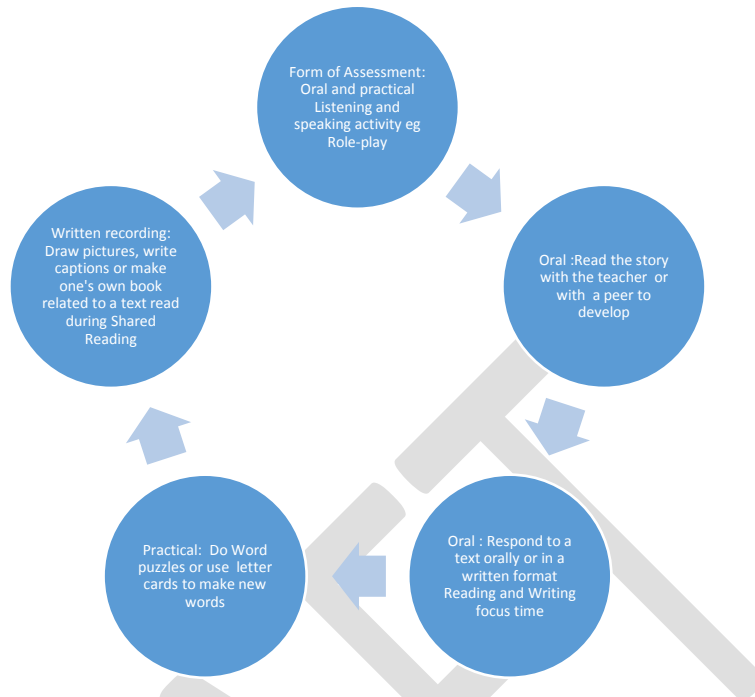 Form of Assessment:
Oral and practical
Listening and
speaking activity eg
Role-play
Oral :Read the story
with the teacher or
with a peer to
develop
Oral : Respond to a
text orally or in a
written format
Reading and Writing
focus time
Practical: Do Word
puzzles or use letter
cards to make new
words
Written recording:
Draw pictures, write
captions or make
one's own book
related to a text read
during Shared
Reading